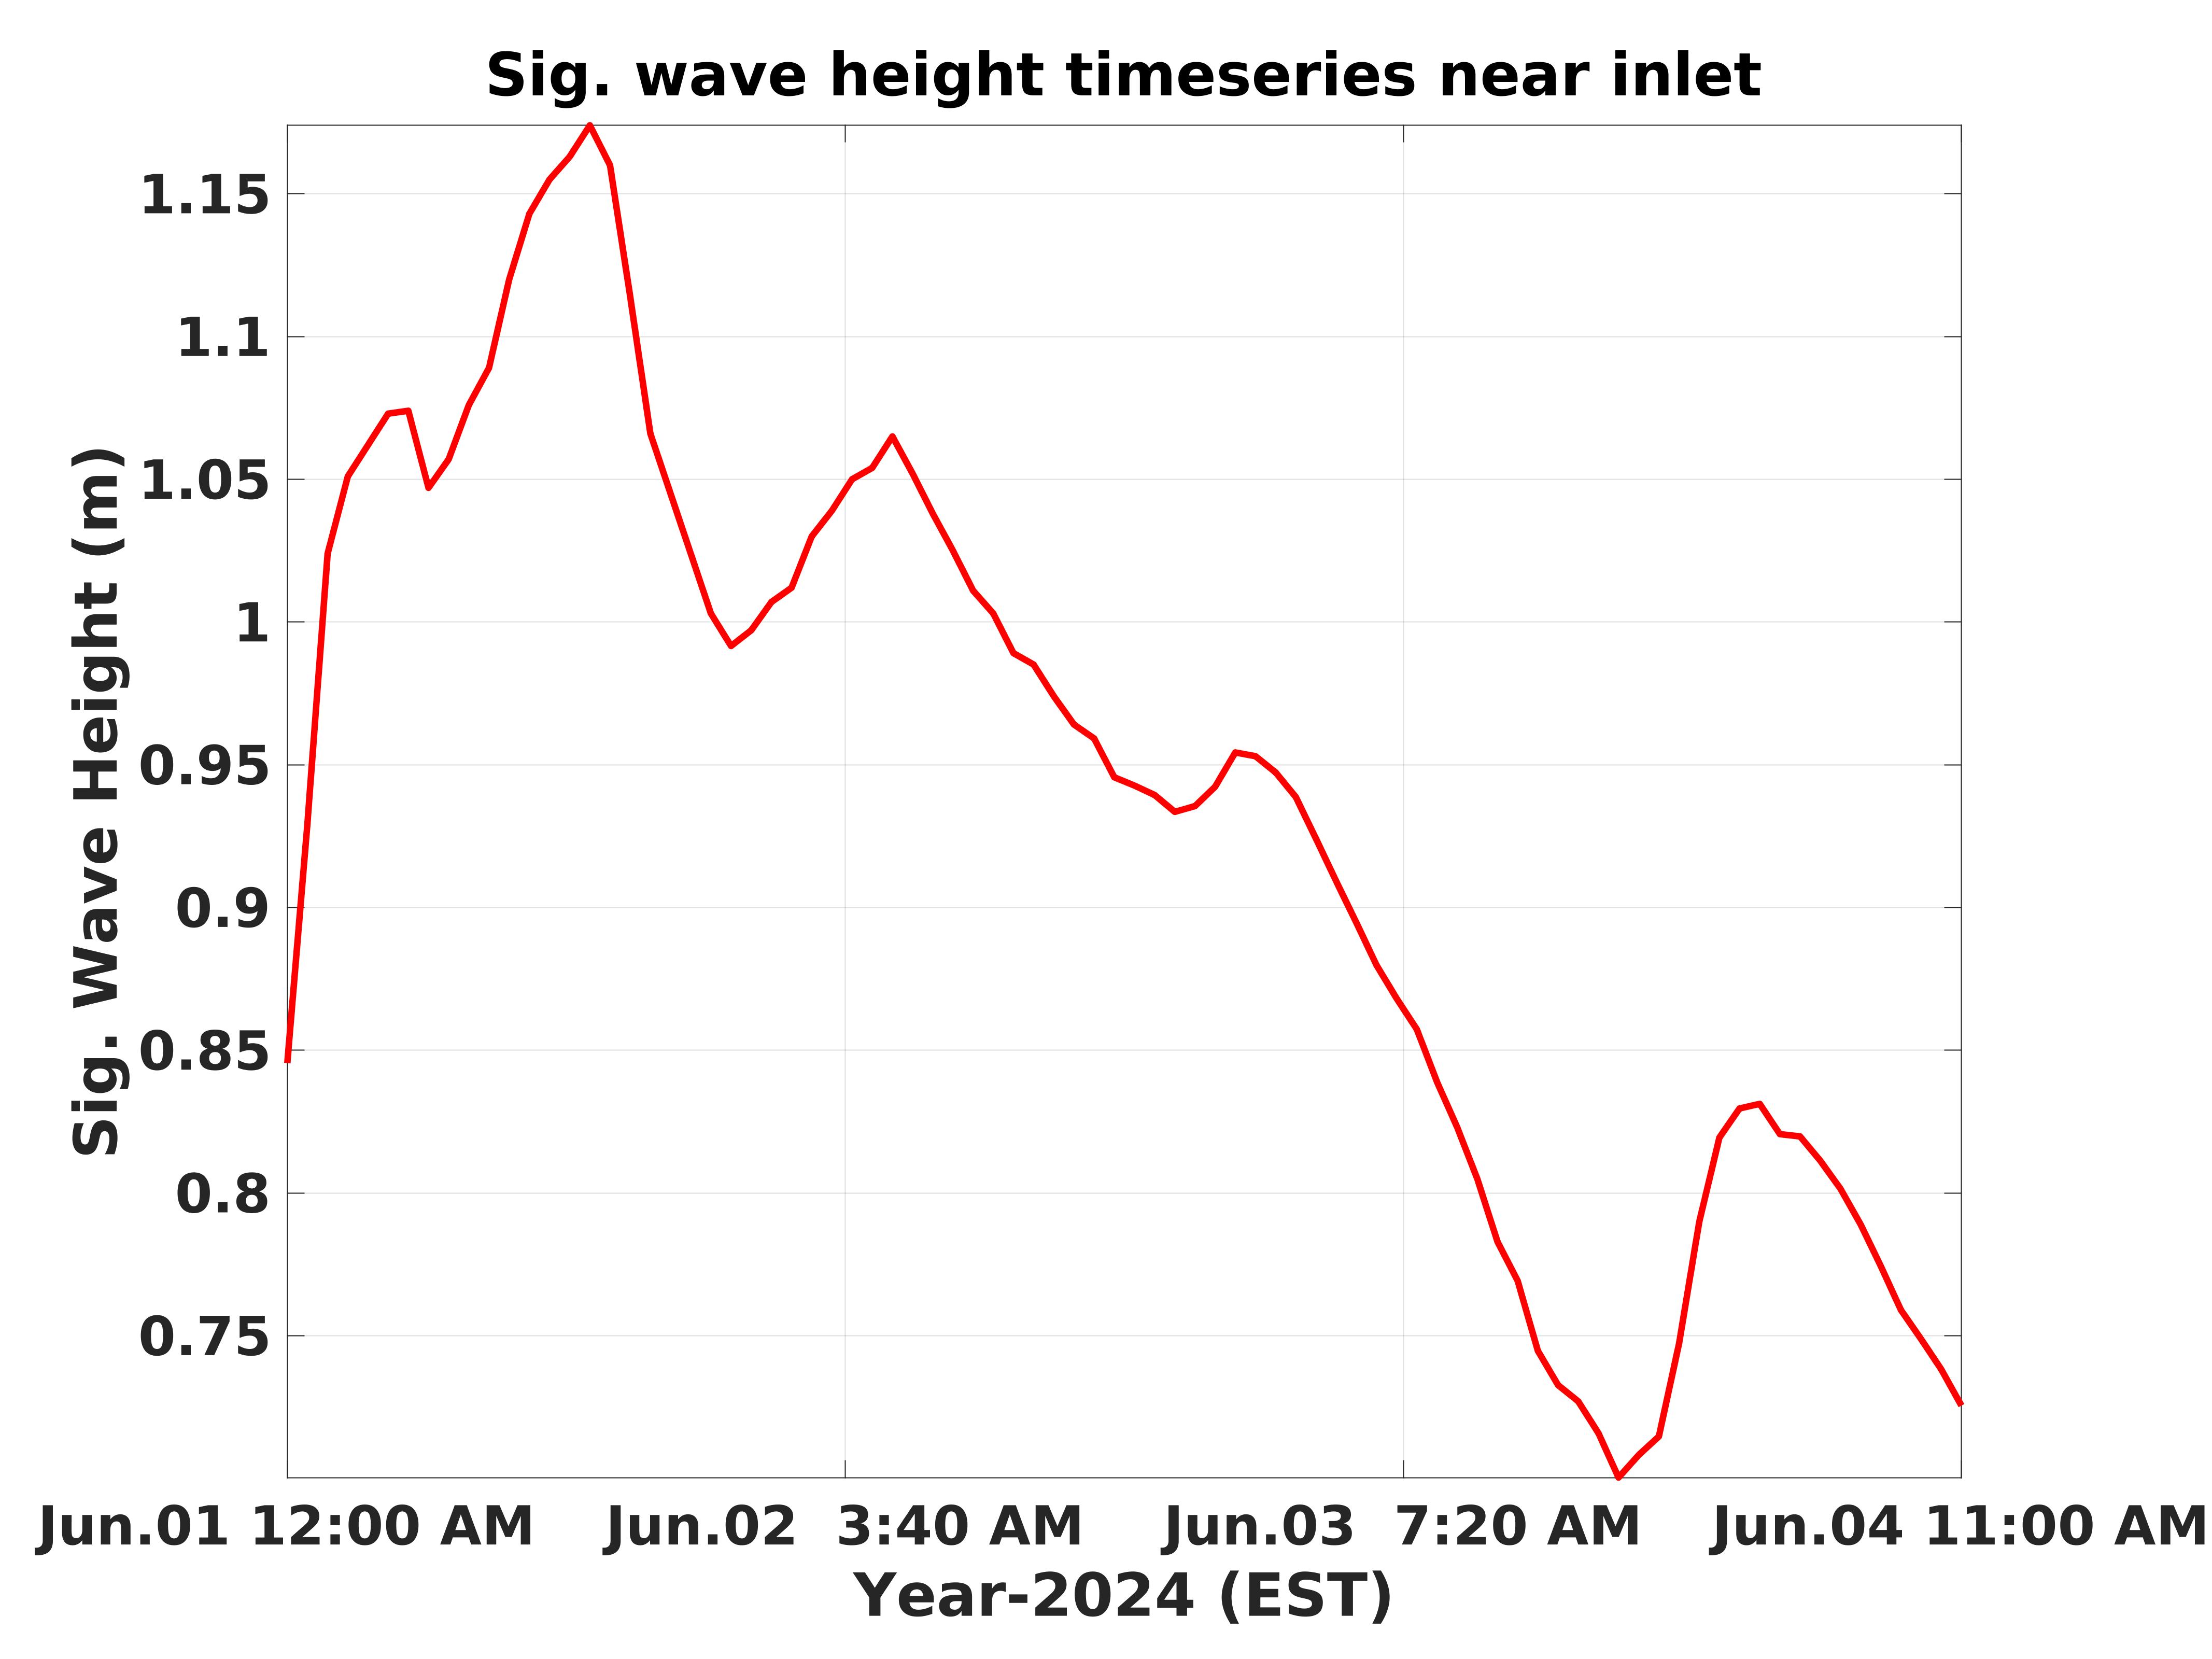 Sig. wave height timeseries near inlet
Sig. Wave Height (m)
1.15
1.1
1.05
1
0.95
0.9
0.85
0.8
0.75
Jun.01 12:00 AM Jun.02 3:40 AM Jun.03 7:20 AM Jun.04 11:00 AM
Year-2024 (EST)